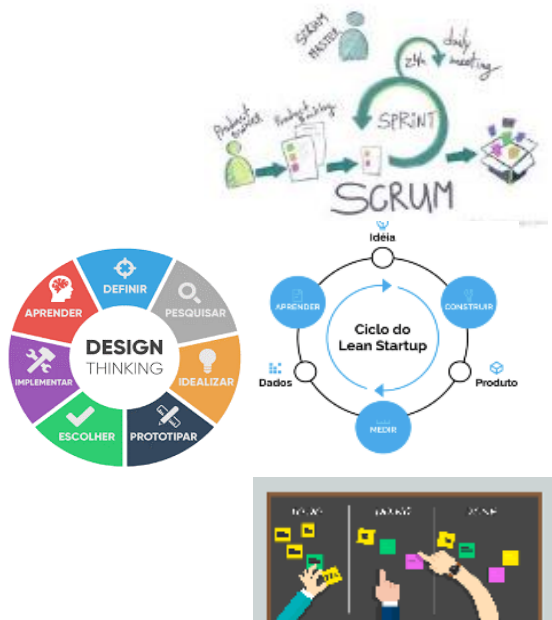 SCRUM
MASTER
daily
meeting
24h
Product
Owner
Product Backlog
SPRINT
SCRUM
Idéia
APRENDER
CONSTRUIR
Ciclo do
Lean Startup
Dados
Produto
MEDIR
DEFINIR
PESQUISAR
IDEALIZAR
PROTOTIPAR
ESCOLHER
IMPLEMENTAR
APRENDER
DESIGN
THINKING